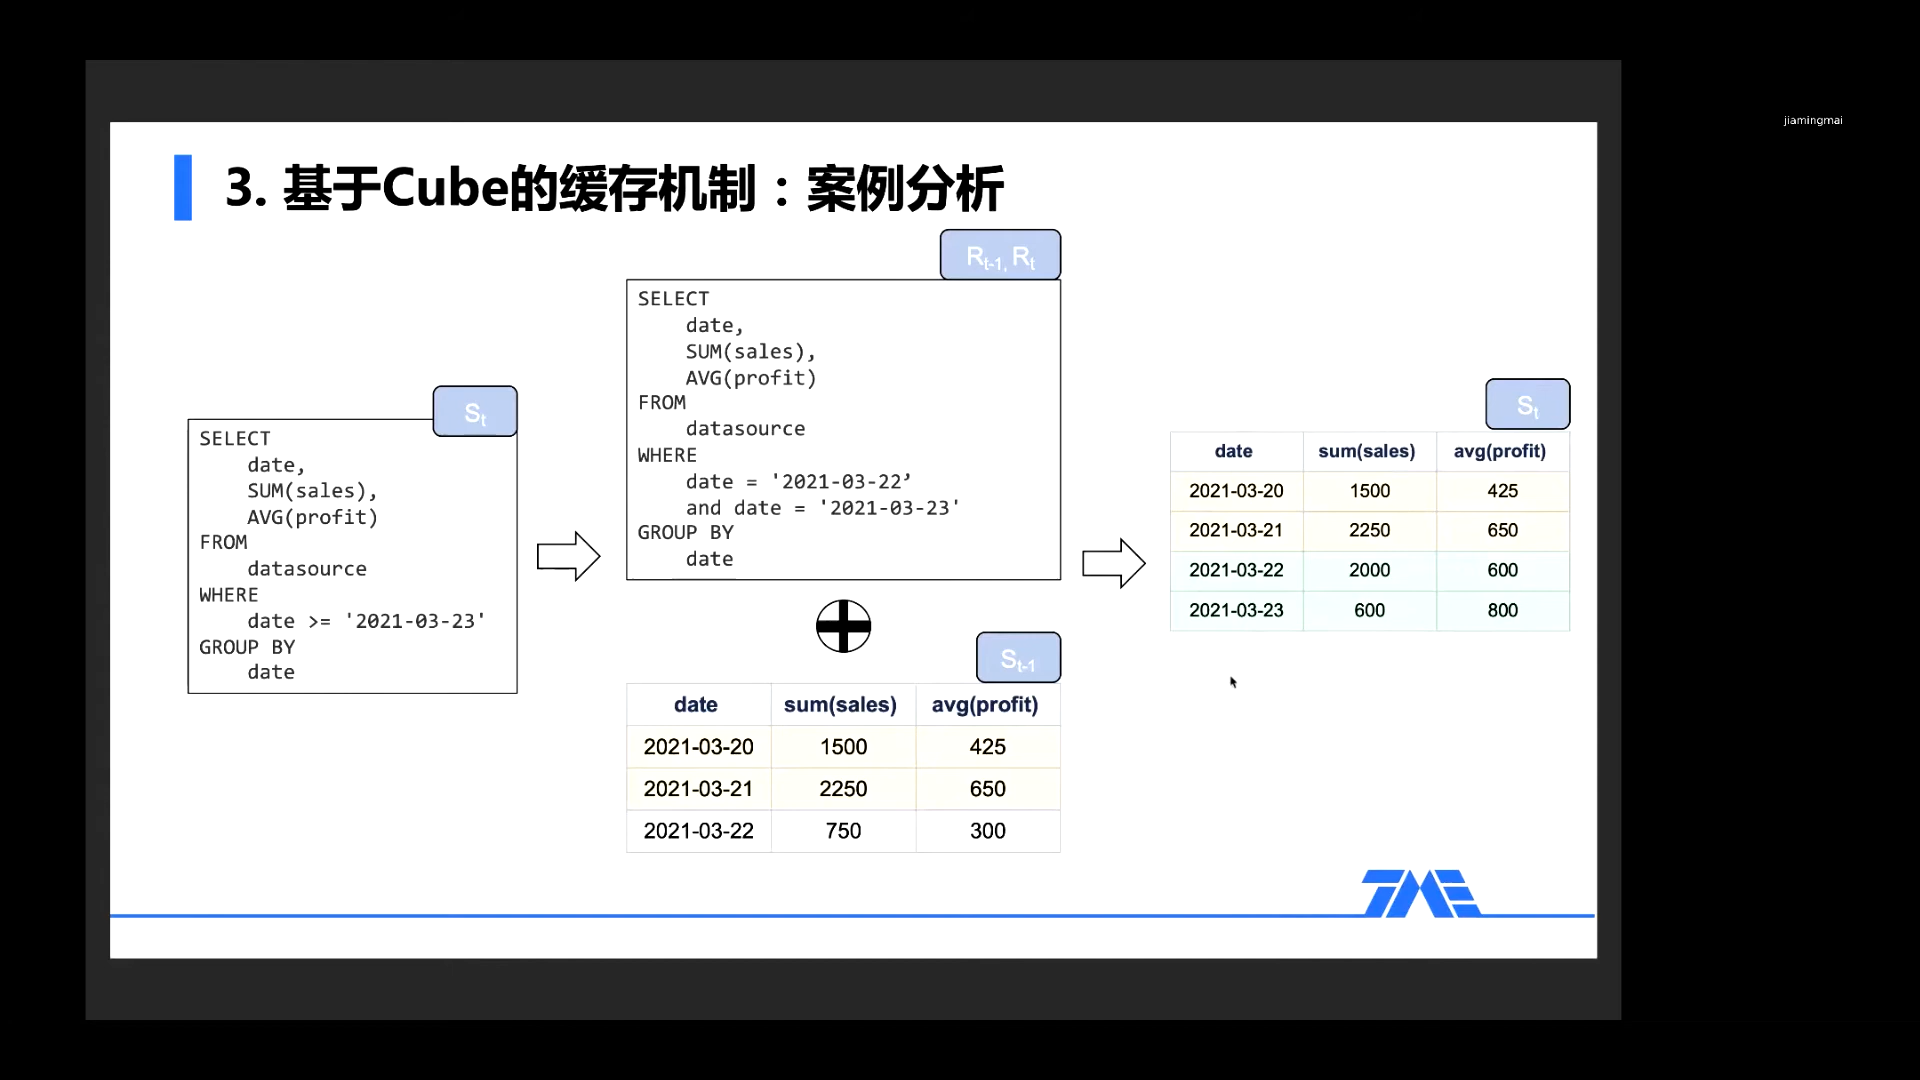 jiamingmai
3. 基于Cube的缓存机制：案例分析
St
SELECT
date,
SUM(sales),
AVG(profit)
FROM
datasource
WHERE
date >= '2021-03-23'
GROUP BY
date
Rt-1, Rt
SELECT
date,
SUM(sales),
AVG(profit)
FROM
datasource
WHERE
date = '2021-03-22’
and date = '2021-03-23'
GROUP BY
date
St-1
date sum(sales) avg(profit)
2021-03-20 1500 425
2021-03-21 2250 650
2021-03-22 750 300
St
date sum(sales) avg(profit)
2021-03-20 1500 425
2021-03-21 2250 650
2021-03-22 2000 600
2021-03-23 600 800
TME